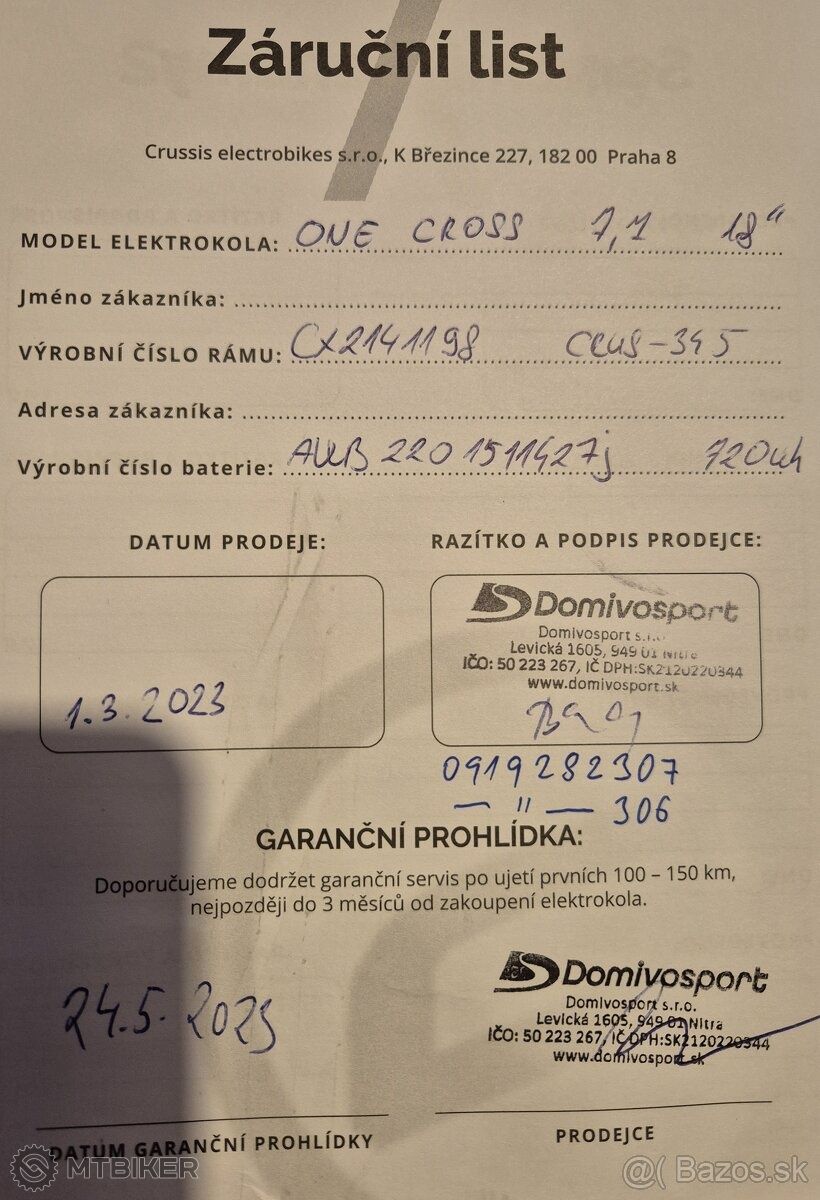 Záruční list
Crussis electrobikes s.r.o., K Březince 227, 182 00 Praha 8
MODEL ELEKTROKOLA: ONE CROSS 7,1 18"
Jméno zákazníka:
VÝROBNÍ ČÍSLO RÁMU: CX2141198 CRUS-345
Adresa zákazníka:
Výrobní číslo baterie: 720wh
DATUM PRODEJE: RAZÍTKO A PODPIS PRODEJCE:
Domivosport
Domivosport s.r.o.
Levická 1605, 949 01 Nitra
IČO: 50 223 267, IČ DPH:SK2120220344
www.domivosport.sk
1.3.2023
0919282307
— " — 306
GARANČNÍ PROHLÍDKA:
Doporučujeme dodržet garanční servis po ujetí prvních 100 – 150 km,
nejpozději do 3 měsíců od zakoupení elektrokola.
Domivosport
Domivosport s.r.o.
Levická 1605, 949 01 Nitra
IČO: 50 223 267, IČ DPH:SK2120220344
www.domivosport.sk
24.5.2023
DATUM GARANČNÍ PROHLÍDKY PRODEJCE
MTBIKER
Bazos.sk